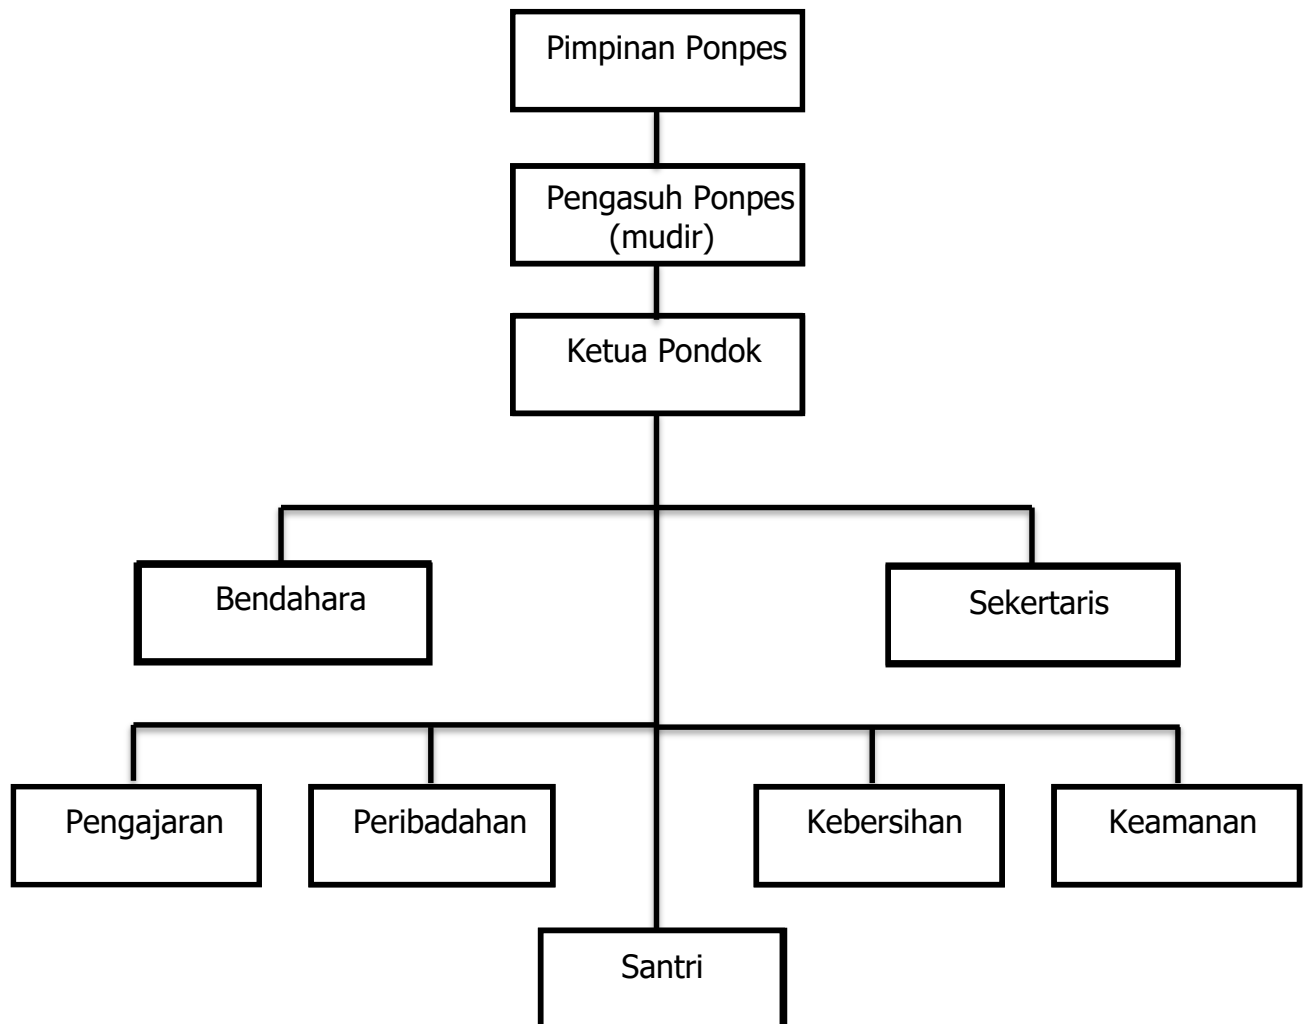 Pimpinan Ponpes
Pengasuh Ponpes
(mudir)
Ketua Pondok
Bendahara
Sekertaris
Pengajaran
Peribadahan
Kebersihan
Keamanan
Santri